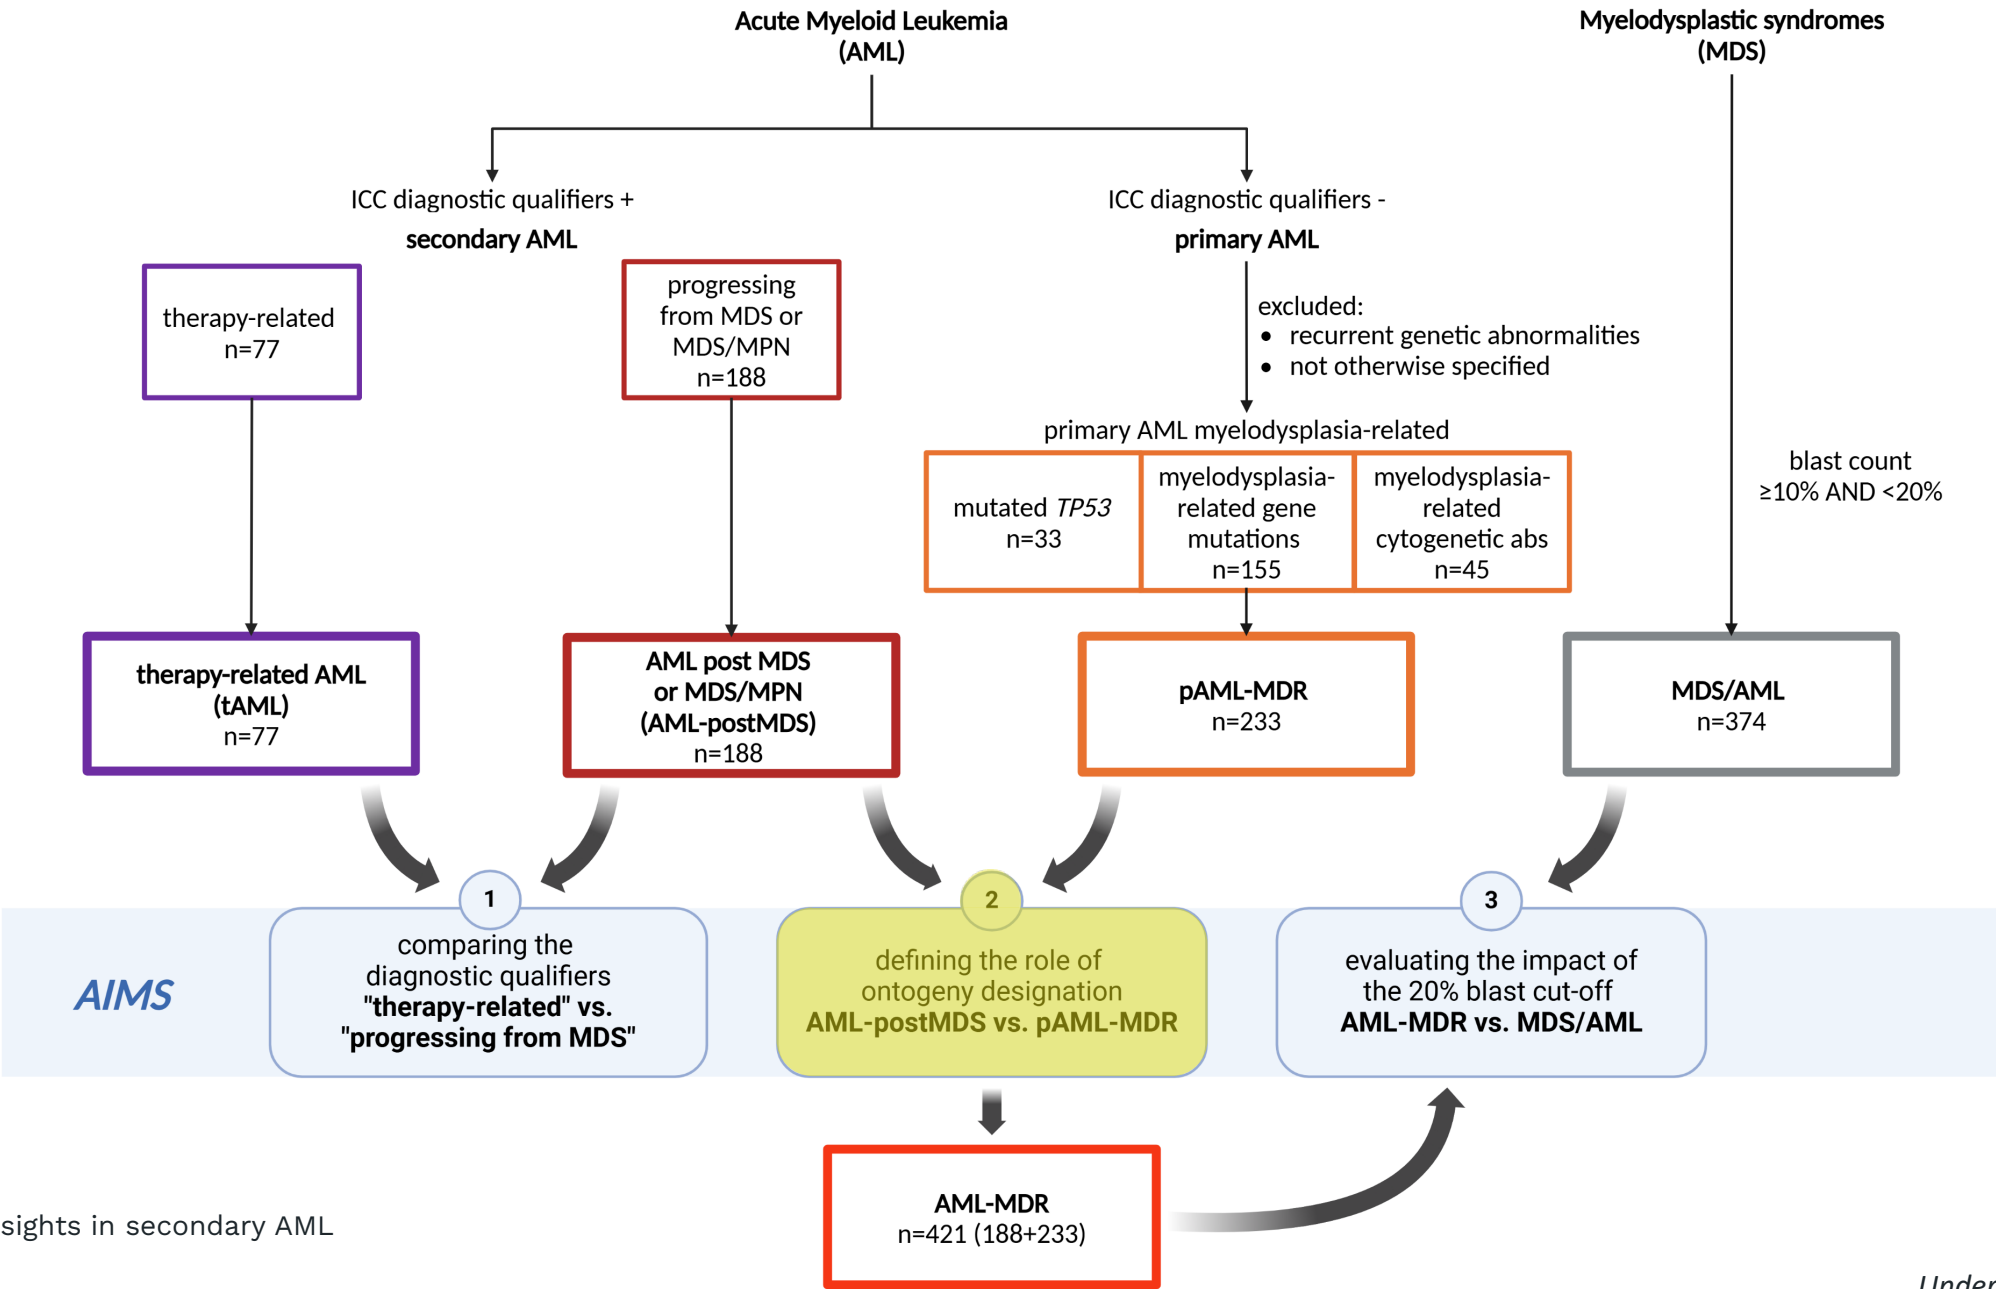 Acute Myeloid Leukemia
(AML)
Myelodysplastic syndromes
(MDS)
ICC diagnostic qualifiers +
secondary AML
ICC diagnostic qualifiers -
primary AML
therapy-related
n=77
progressing
from MDS or
MDS/MPN
n=188
excluded:
• recurrent genetic abnormalities
• not otherwise specified
primary AML myelodysplasia-related
mutated TP53
n=33
myelodysplasia-
related gene
mutations
n=155
myelodysplasia-
related
cytogenetic abs
n=45
blast count
≥10% AND <20%
therapy-related AML
(tAML)
n=77
AML post MDS
or MDS/MPN
(AML-postMDS)
n=188
pAML-MDR
n=233
MDS/AML
n=374
AIMS
1
comparing the
diagnostic qualifiers
"therapy-related" vs.
"progressing from MDS"
2
defining the role of
ontogeny designation
AML-postMDS vs. pAML-MDR
3
evaluating the impact of
the 20% blast cut-off
AML-MDR vs. MDS/AML
AML-MDR
n=421 (188+233)
sights in secondary AML
Under